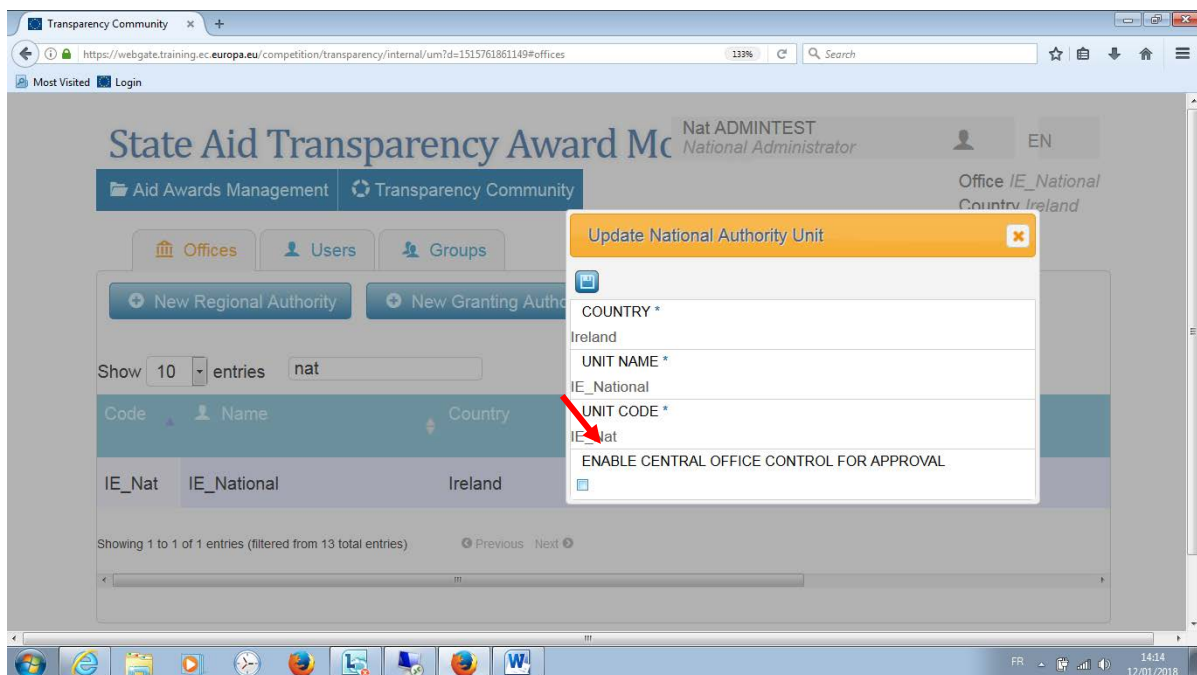 Transparency Community
https://webgate.training.ec.europa.eu/competition/transparency/internal/um?d=1515761861149#offices
133%
Search
Most Visited
Login
State Aid Transparency Award Mo
Nat ADMINTEST
National Administrator
EN
Aid Awards Management
Transparency Community
Office IE_National
Country Ireland
Offices
Users
Groups
New Regional Authority
New Granting Autho
Show 10 entries nat
Code
Name
Country
IE_Nat
IE_National
Ireland
Showing 1 to 1 of 1 entries (filtered from 13 total entries)
Previous Next
Update National Authority Unit
COUNTRY *
Ireland
UNIT NAME *
IE_National
UNIT CODE *
IE_Nat
ENABLE CENTRAL OFFICE CONTROL FOR APPROVAL
FR
14:14
12/01/2018